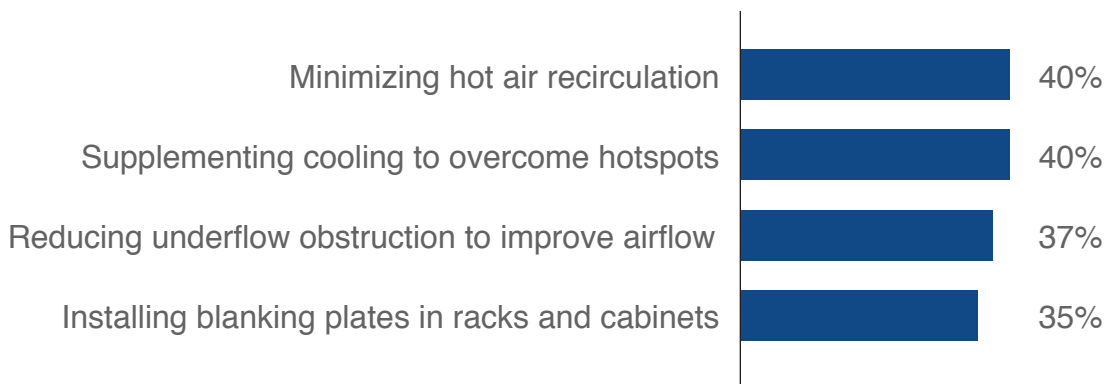 Minimizing hot air recirculation 40%
Supplementing cooling to overcome hotspots 40%
Reducing underflow obstruction to improve airflow 37%
Installing blanking plates in racks and cabinets 35%